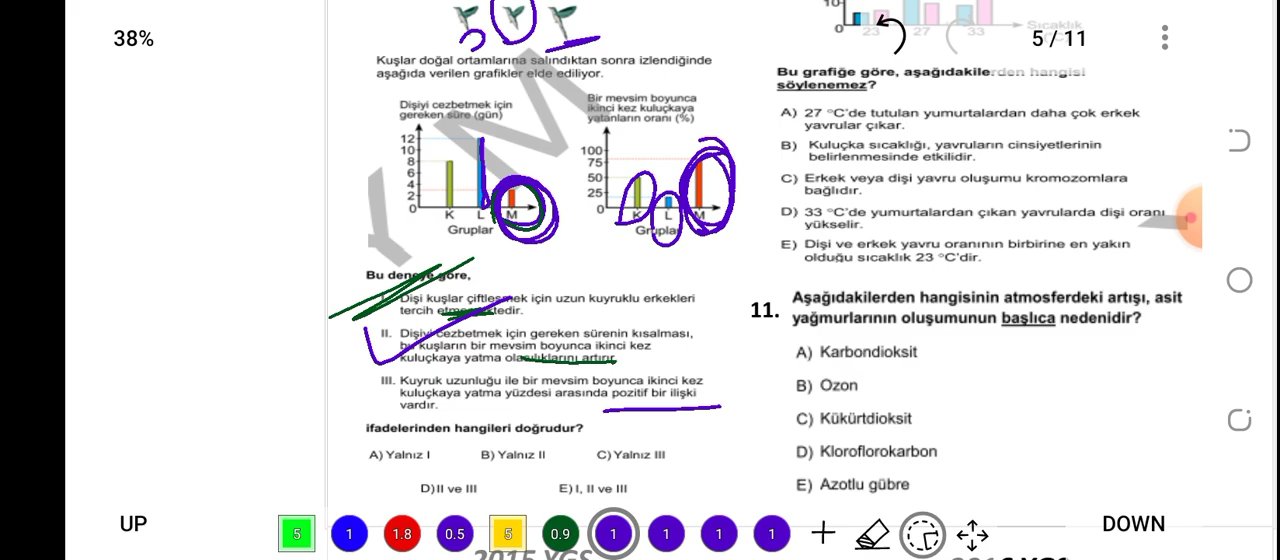 38%
5 / 11
Kuşlar doğal ortamlarına salındıktan sonra izlendiğinde
aşağıda verilen grafikler elde ediliyor.
Dişiyi cezbetmek için
gereken süre (gün)
12
10
8
6
4
2
0
K L M
Gruplar
Bir mevsim boyunca
ikinci kez kuluçkaya
yatanların oranı (%)
100
75
50
25
0
K L M
Gruplar
Bu deneye göre,
I. Dişi kuşlar çiftleşmek için uzun kuyruklu erkekleri
tercih etmektedir.
II. Dişiyi cezbetmek için gereken sürenin kısalması,
bu kuşların bir mevsim boyunca ikinci kez
kuluçkaya yatma olasılıklarını artırır.
III. Kuyruk uzunluğu ile bir mevsim boyunca ikinci kez
kuluçkaya yatma yüzdesi arasında pozitif bir ilişki
vardır.
ifadelerinden hangileri doğrudur?
A) Yalnız I B) Yalnız II C) Yalnız III
D) II ve III E) I, II ve III
10
0
23 27 33
Sıcaklık
Bu grafiğe göre, aşağıdakilerden hangisi
söylenemez?
A) 27 °C'de tutulan yumurtalardan daha çok erkek
yavrular çıkar.
B) Kuluçka sıcaklığı, yavruların cinsiyetlerinin
belirlenmesinde etkilidir.
C) Erkek veya dişi yavru oluşumu kromozomlara
bağlıdır.
D) 33 °C'de yumurtalardan çıkan yavrularda dişi oranı
yükselir.
E) Dişi ve erkek yavru oranının birbirine en yakın
olduğu sıcaklık 23 °C'dir.
11. Aşağıdakilerden hangisinin atmosferdeki artışı, asit
yağmurlarının oluşumunun başlıca nedenidir?
A) Karbondioksit
B) Ozon
C) Kükürtdioksit
D) Kloroflorokarbon
E) Azotlu gübre
UP
5 1 1.8 0.5 5 0.9 1 1 1 1
DOWN
2015 YGS